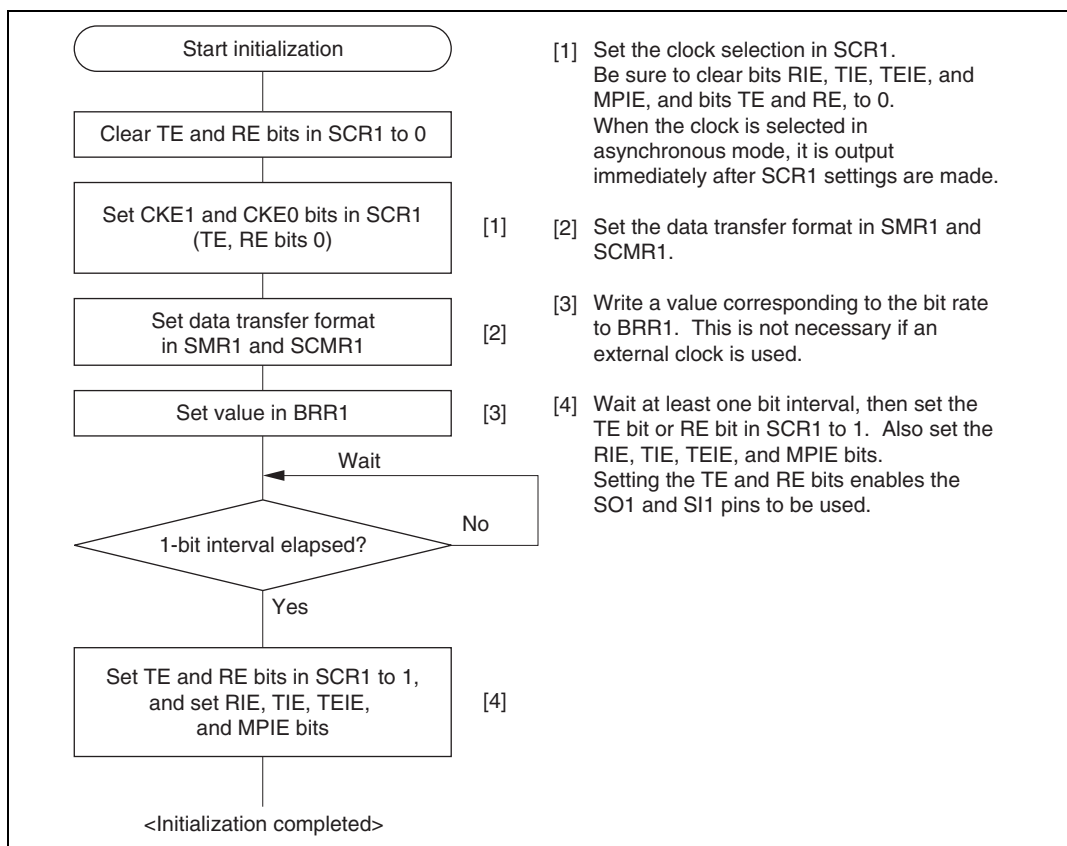 Start initialization
Clear TE and RE bits in SCR1 to 0
Set CKE1 and CKE0 bits in SCR1
(TE, RE bits 0)
[1]
Set data transfer format
in SMR1 and SCMR1
[2]
Set value in BRR1
[3]
Wait
No
1-bit interval elapsed?
Yes
Set TE and RE bits in SCR1 to 1,
and set RIE, TIE, TEIE,
and MPIE bits
[4]
<Initialization completed>
[1] Set the clock selection in SCR1.
Be sure to clear bits RIE, TIE, TEIE, and
MPIE, and bits TE and RE, to 0.
When the clock is selected in
asynchronous mode, it is output
immediately after SCR1 settings are made.
[2] Set the data transfer format in SMR1 and
SCMR1.
[3] Write a value corresponding to the bit rate
to BRR1. This is not necessary if an
external clock is used.
[4] Wait at least one bit interval, then set the
TE bit or RE bit in SCR1 to 1. Also set the
RIE, TIE, TEIE, and MPIE bits.
Setting the TE and RE bits enables the
SO1 and SI1 pins to be used.